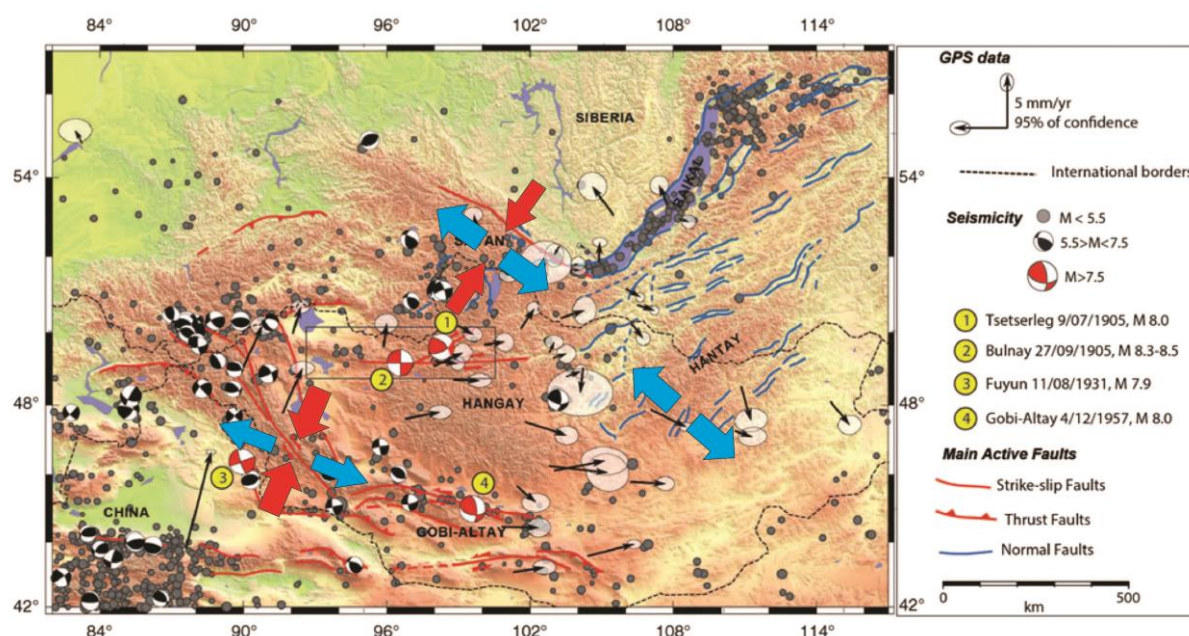 84° 90° 96° 102° 108° 114°
54°
48°
42°
54°
48°
42°
84° 90° 96° 102° 108° 114°
SIBERIA
BAIKAL
HANTAY
HANGAY
GOBI-ALTAY
CHINA
1
2
3
4
GPS data
5 mm/yr
95% of confidence
International borders
Seismicity
M < 5.5
5.5>M<7.5
M>7.5
1 Tsetserleg 9/07/1905, M 8.0
2 Bulnay 27/09/1905, M 8.3-8.5
3 Fuyun 11/08/1931, M 7.9
4 Gobi-Altay 4/12/1957, M 8.0
Main Active Faults
Strike-slip Faults
Thrust Faults
Normal Faults
0 500
km